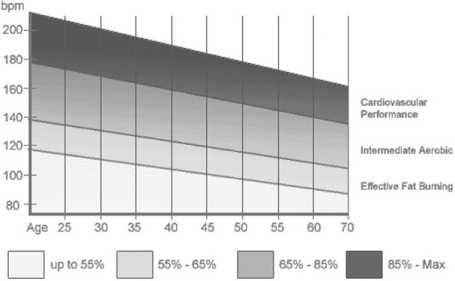 bpm
200
180
160
140
120
100
80
Cardiovascular
Performance
Intermediate Aerobic
Effective Fat Burning
Age 25 30 35 40 45 50 55 60 70
up to 55% 55% - 65% 65% - 85% 85% - Max